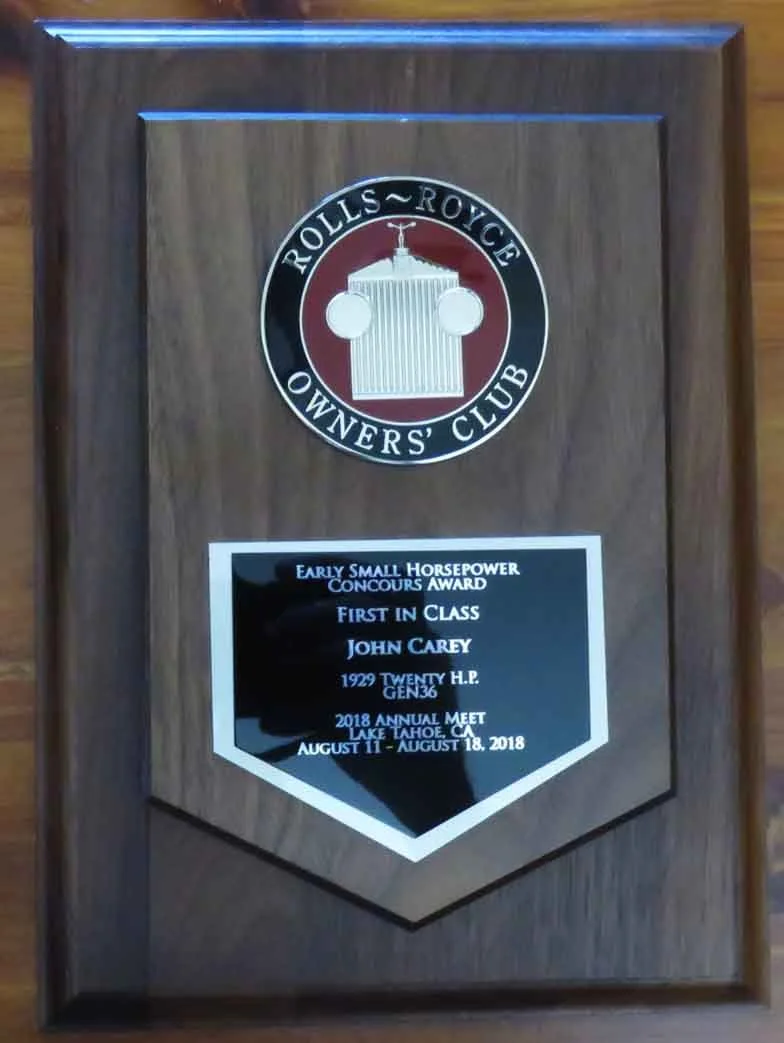 ROLLS~ROYCE
OWNERS' CLUB
EARLY SMALL HORSEPOWER
CONCOURS AWARD
FIRST IN CLASS
JOHN CAREY
1929 TWENTY H.P.
GEN36
2018 ANNUAL MEET
LAKE TAHOE, CA
AUGUST 11 - AUGUST 18, 2018